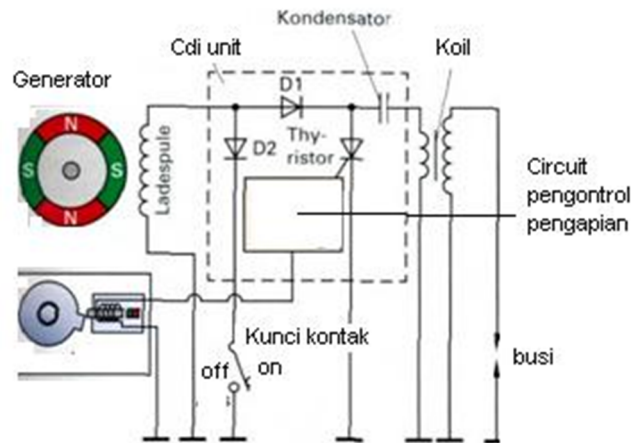 Kondensator
Cdi unit
Koil
Generator
D1
N
S
S
N
Ladespule
D2
Thy-
ristor
Circuit
pengontrol
pengapian
Kunci kontak
off
on
busi